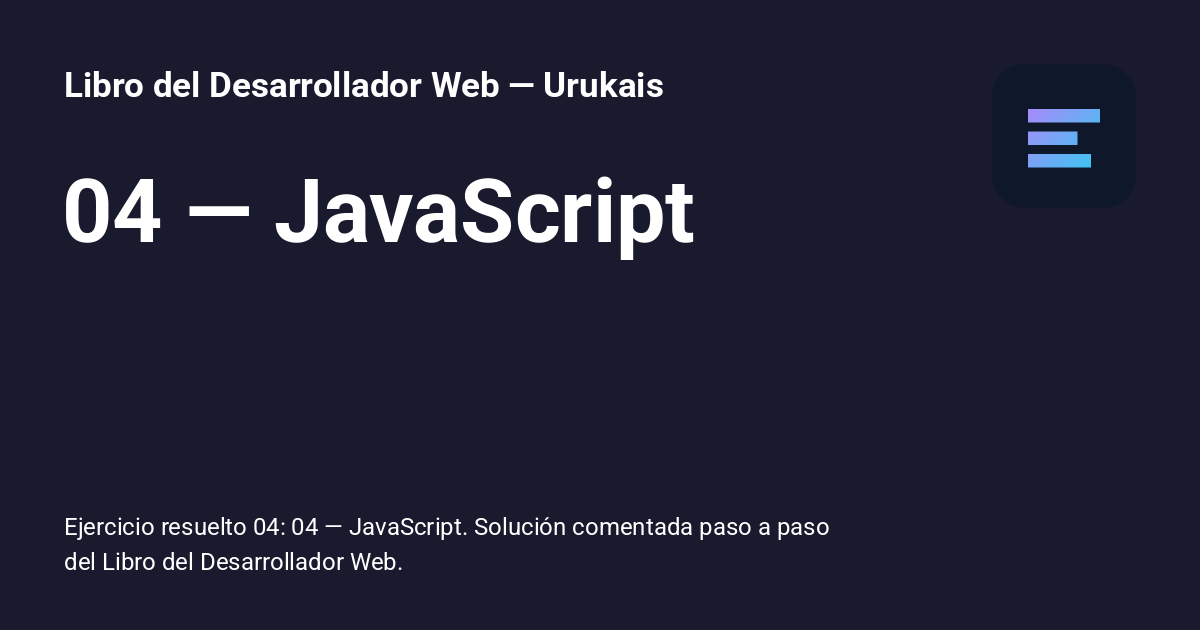 Libro del Desarrollador Web — Urukais
04 — JavaScript
Ejercicio resuelto 04: 04 — JavaScript. Solución comentada paso a paso
del Libro del Desarrollador Web.